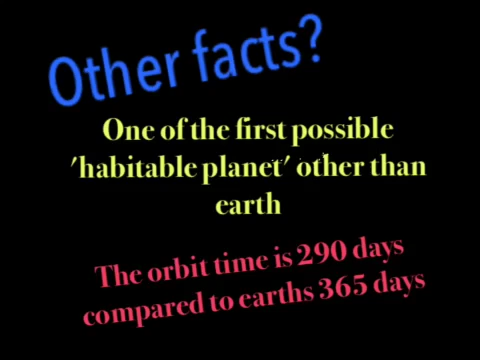 Other facts?
One of the first possible
'habitable planet' other than
earth
The orbit time is 290 days
compared to earths 365 days